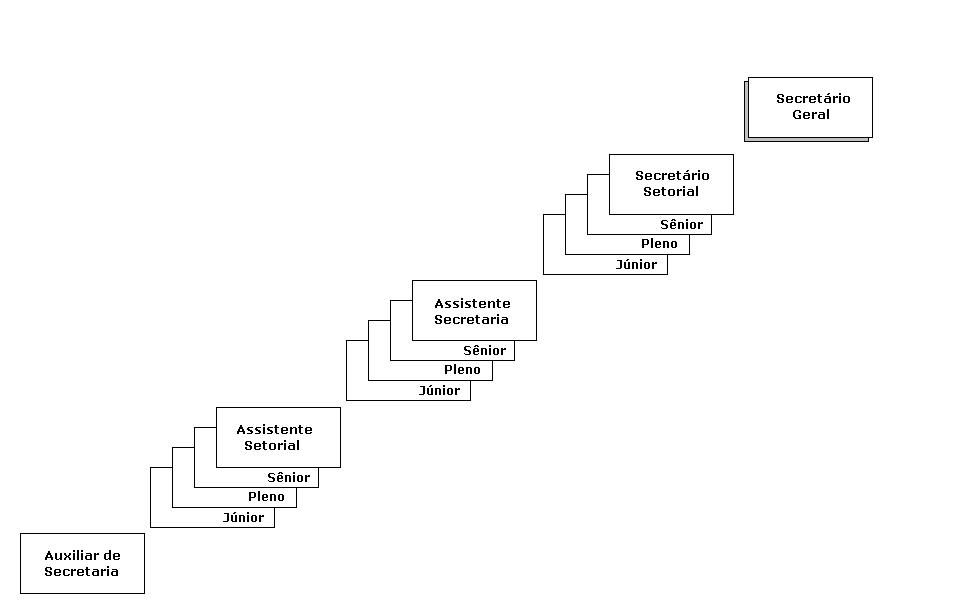 Secretário
Geral
Secretário
Setorial
Sênior
Pleno
Júnior
Assistente
Secretaria
Sênior
Pleno
Júnior
Assistente
Setorial
Sênior
Pleno
Júnior
Auxiliar de
Secretaria